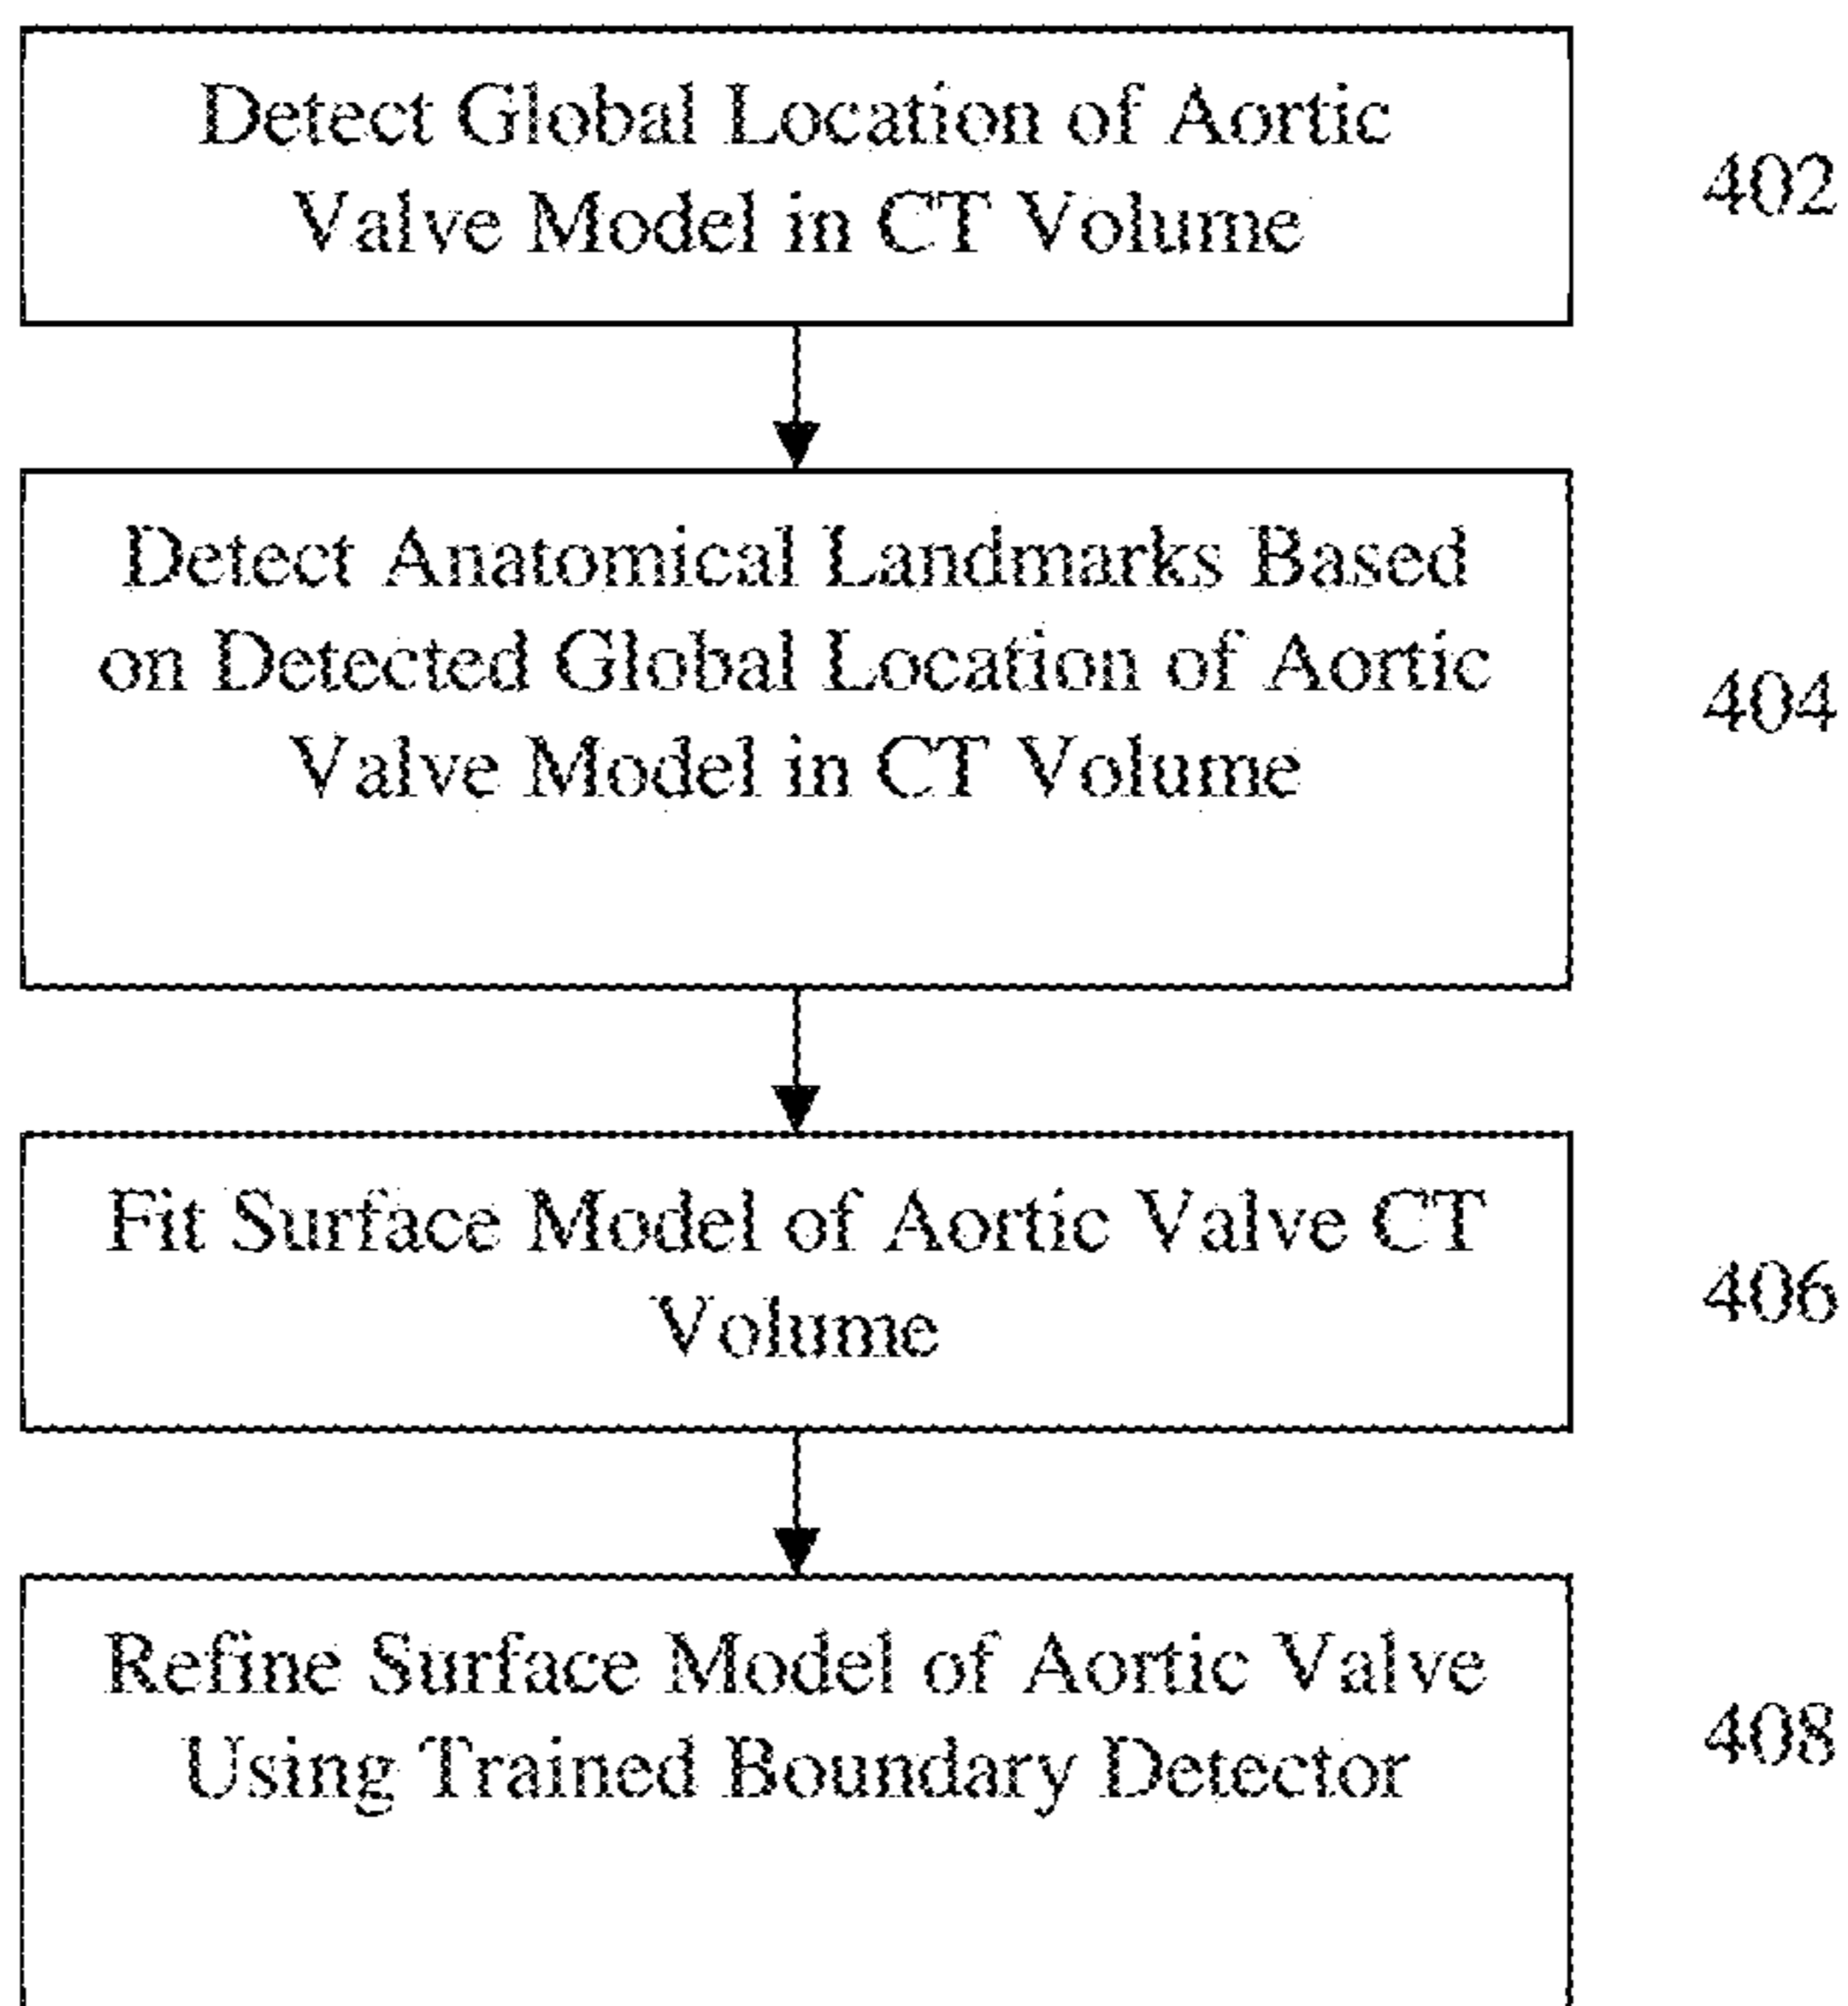 Detect Global Location of Aortic
Valve Model in CT Volume
402
Detect Anatomical Landmarks Based
on Detected Global Location of Aortic
Valve Model in CT Volume
404
Fit Surface Model of Aortic Valve CT
Volume
406
Refine Surface Model of Aortic Valve
Using Trained Boundary Detector
408